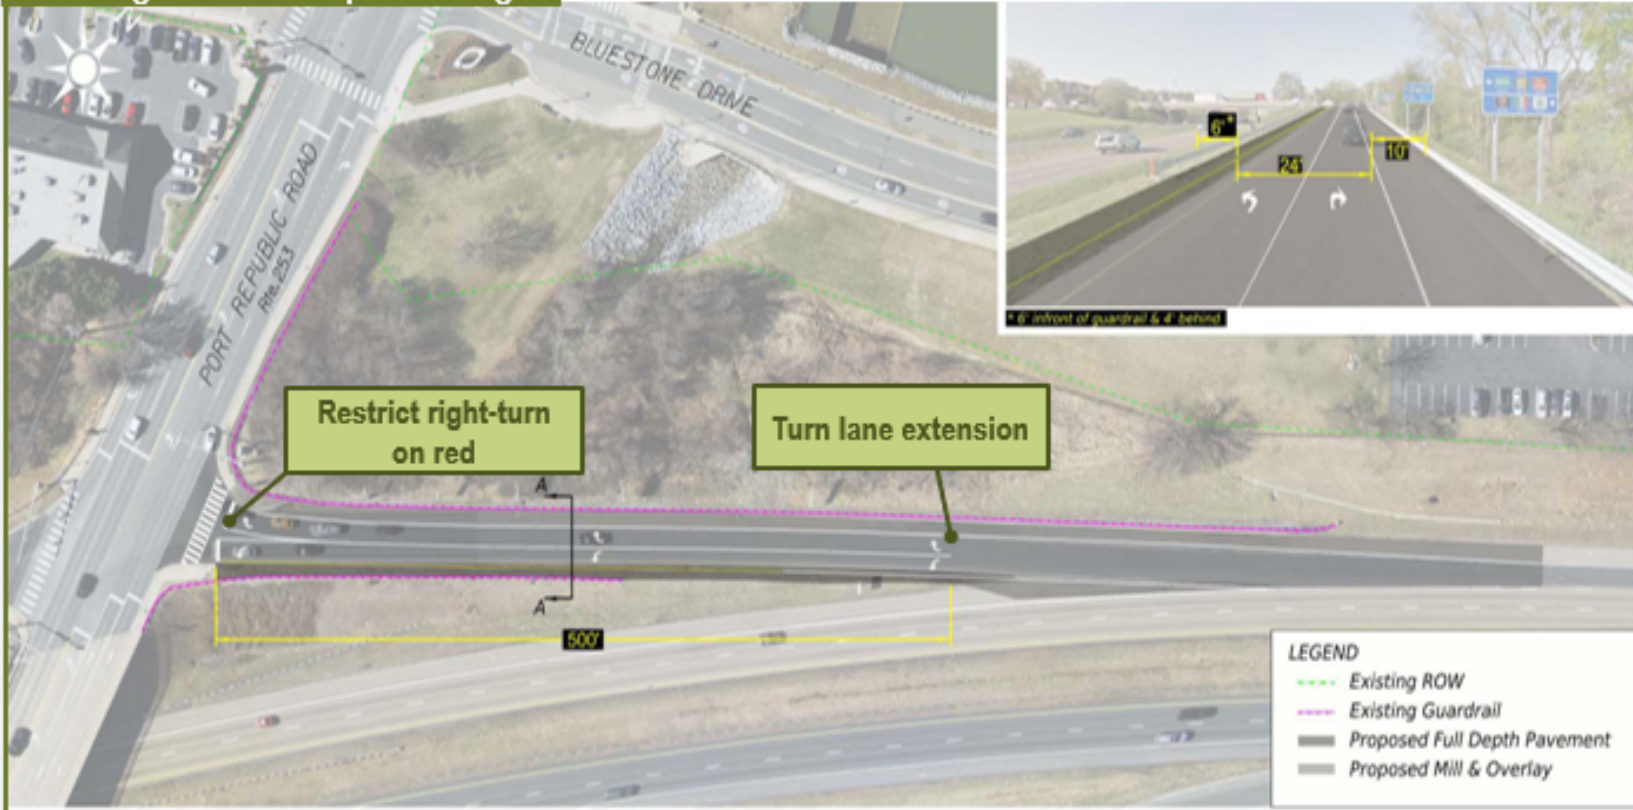 BLUESTONE DRIVE
PORT REPUBLIC ROAD
Rte. 253
6'*
24'
10'
* 6' infront of guardrail & 4' behind
Restrict right-turn
on red
Turn lane extension
A
A
500'
LEGEND
Existing ROW
Existing Guardrail
Proposed Full Depth Pavement
Proposed Mill & Overlay